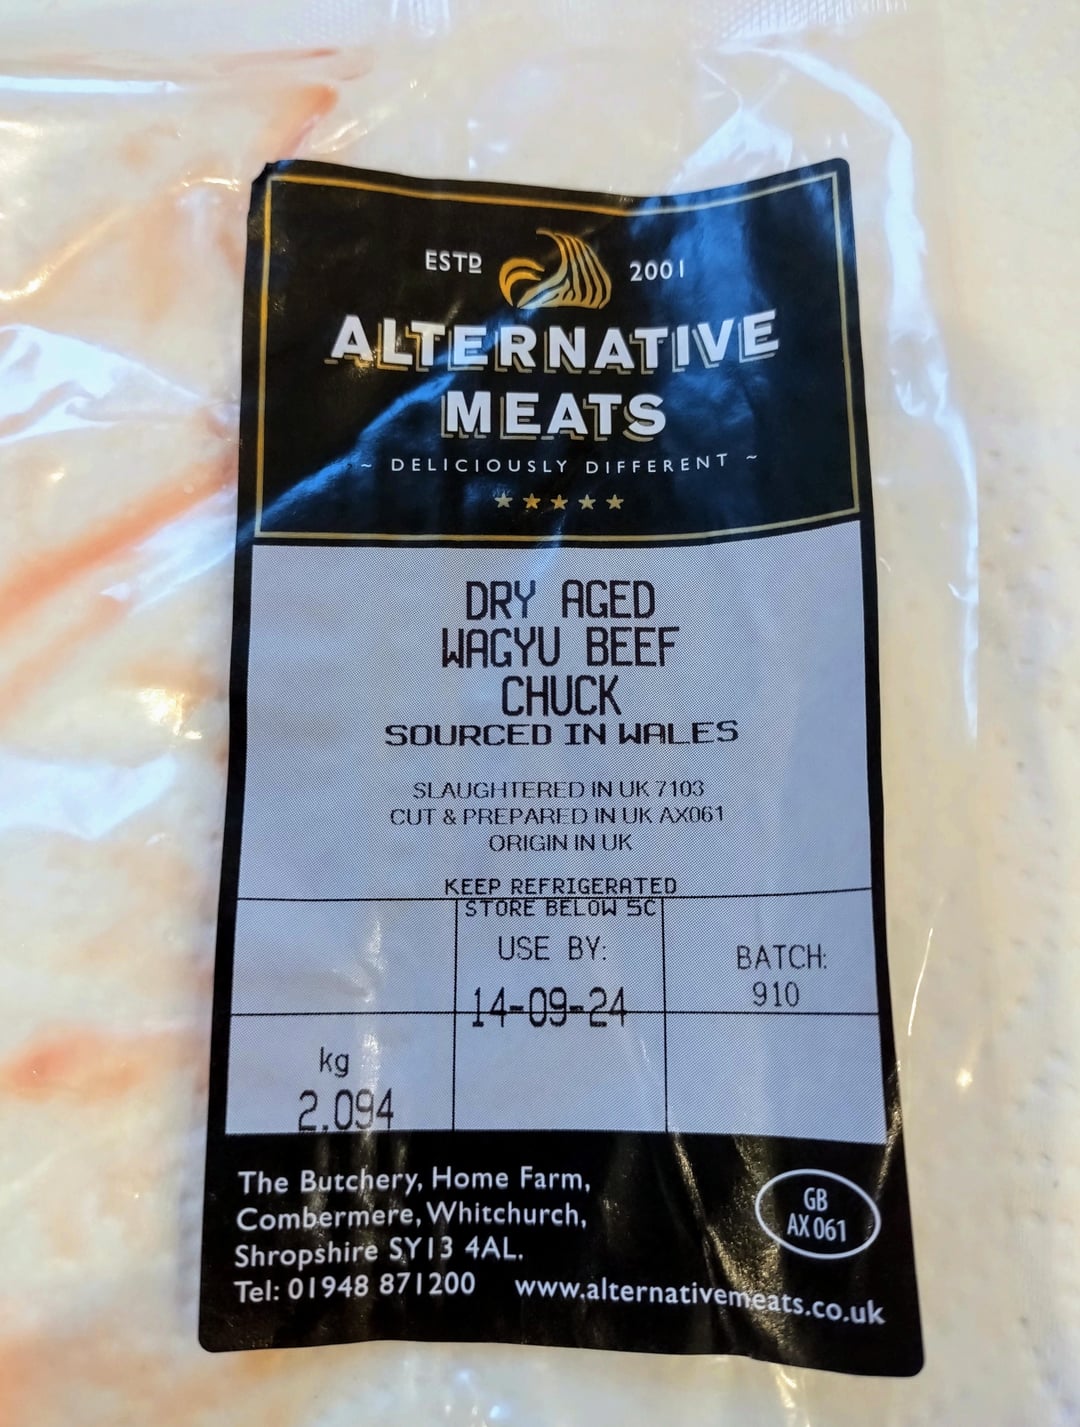 ESTD 2001
ALTERNATIVE
MEATS
~ DELICIOUSLY DIFFERENT ~
DRY AGED
WAGYU BEEF
CHUCK
SOURCED IN WALES
SLAUGHTERED IN UK 7103
CUT & PREPARED IN UK AX061
ORIGIN IN UK
KEEP REFRIGERATED
STORE BELOW 5C
USE BY:
14-09-24
BATCH:
910
kg
2.094
The Butchery, Home Farm,
Combermere, Whitchurch,
Shropshire SY13 4AL.
Tel: 01948 871200 www.alternativemeats.co.uk
GB
AX 061